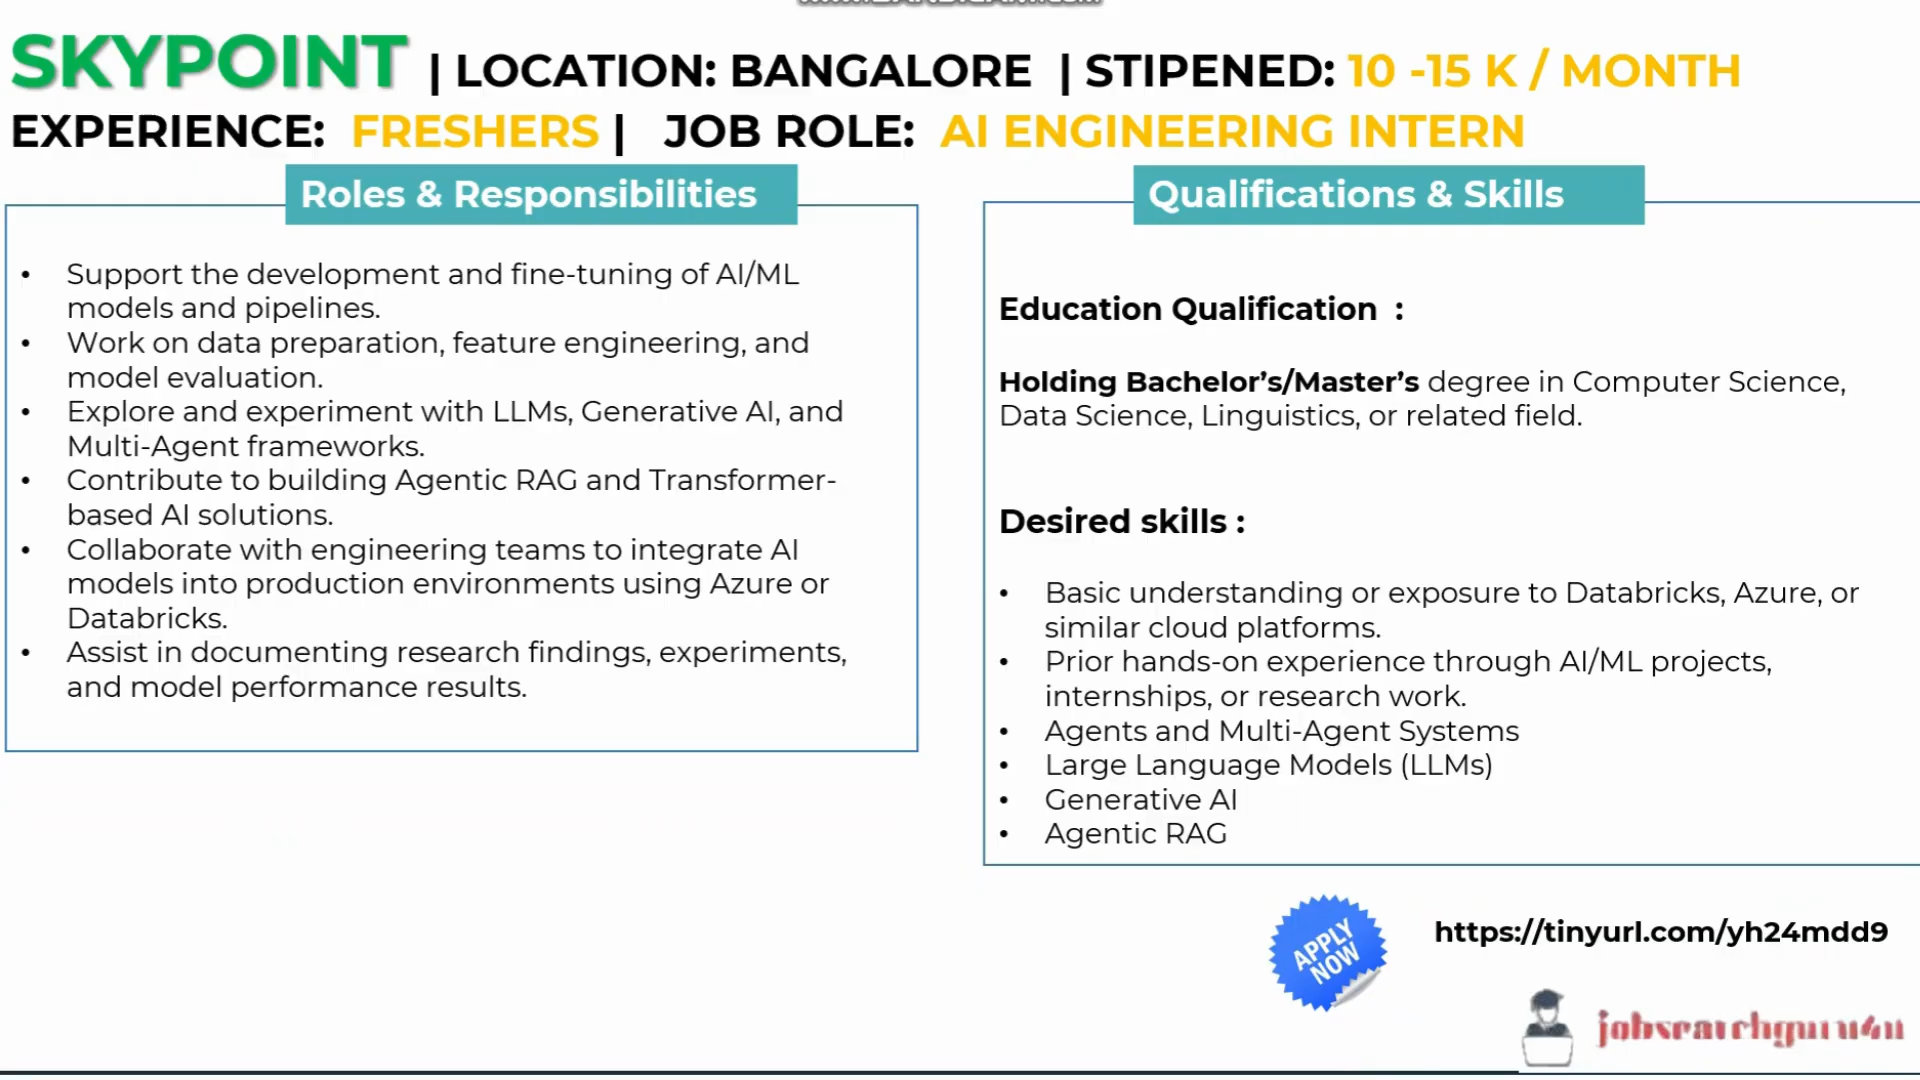 SKYPOINT | LOCATION: BANGALORE | STIPENED: 10 -15 K / MONTH
EXPERIENCE: FRESHERS | JOB ROLE: AI ENGINEERING INTERN
Roles & Responsibilities
• Support the development and fine-tuning of AI/ML
models and pipelines.
• Work on data preparation, feature engineering, and
model evaluation.
• Explore and experiment with LLMs, Generative AI, and
Multi-Agent frameworks.
• Contribute to building Agentic RAG and Transformer-
based AI solutions.
• Collaborate with engineering teams to integrate AI
models into production environments using Azure or
Databricks.
• Assist in documenting research findings, experiments,
and model performance results.
Qualifications & Skills
Education Qualification :
Holding Bachelor’s/Master’s degree in Computer Science,
Data Science, Linguistics, or related field.
Desired skills :
• Basic understanding or exposure to Databricks, Azure, or
similar cloud platforms.
• Prior hands-on experience through AI/ML projects,
internships, or research work.
• Agents and Multi-Agent Systems
• Large Language Models (LLMs)
• Generative AI
• Agentic RAG
APPLY
NOW
https://tinyurl.com/yh24mdd9
jobsearchguru4u